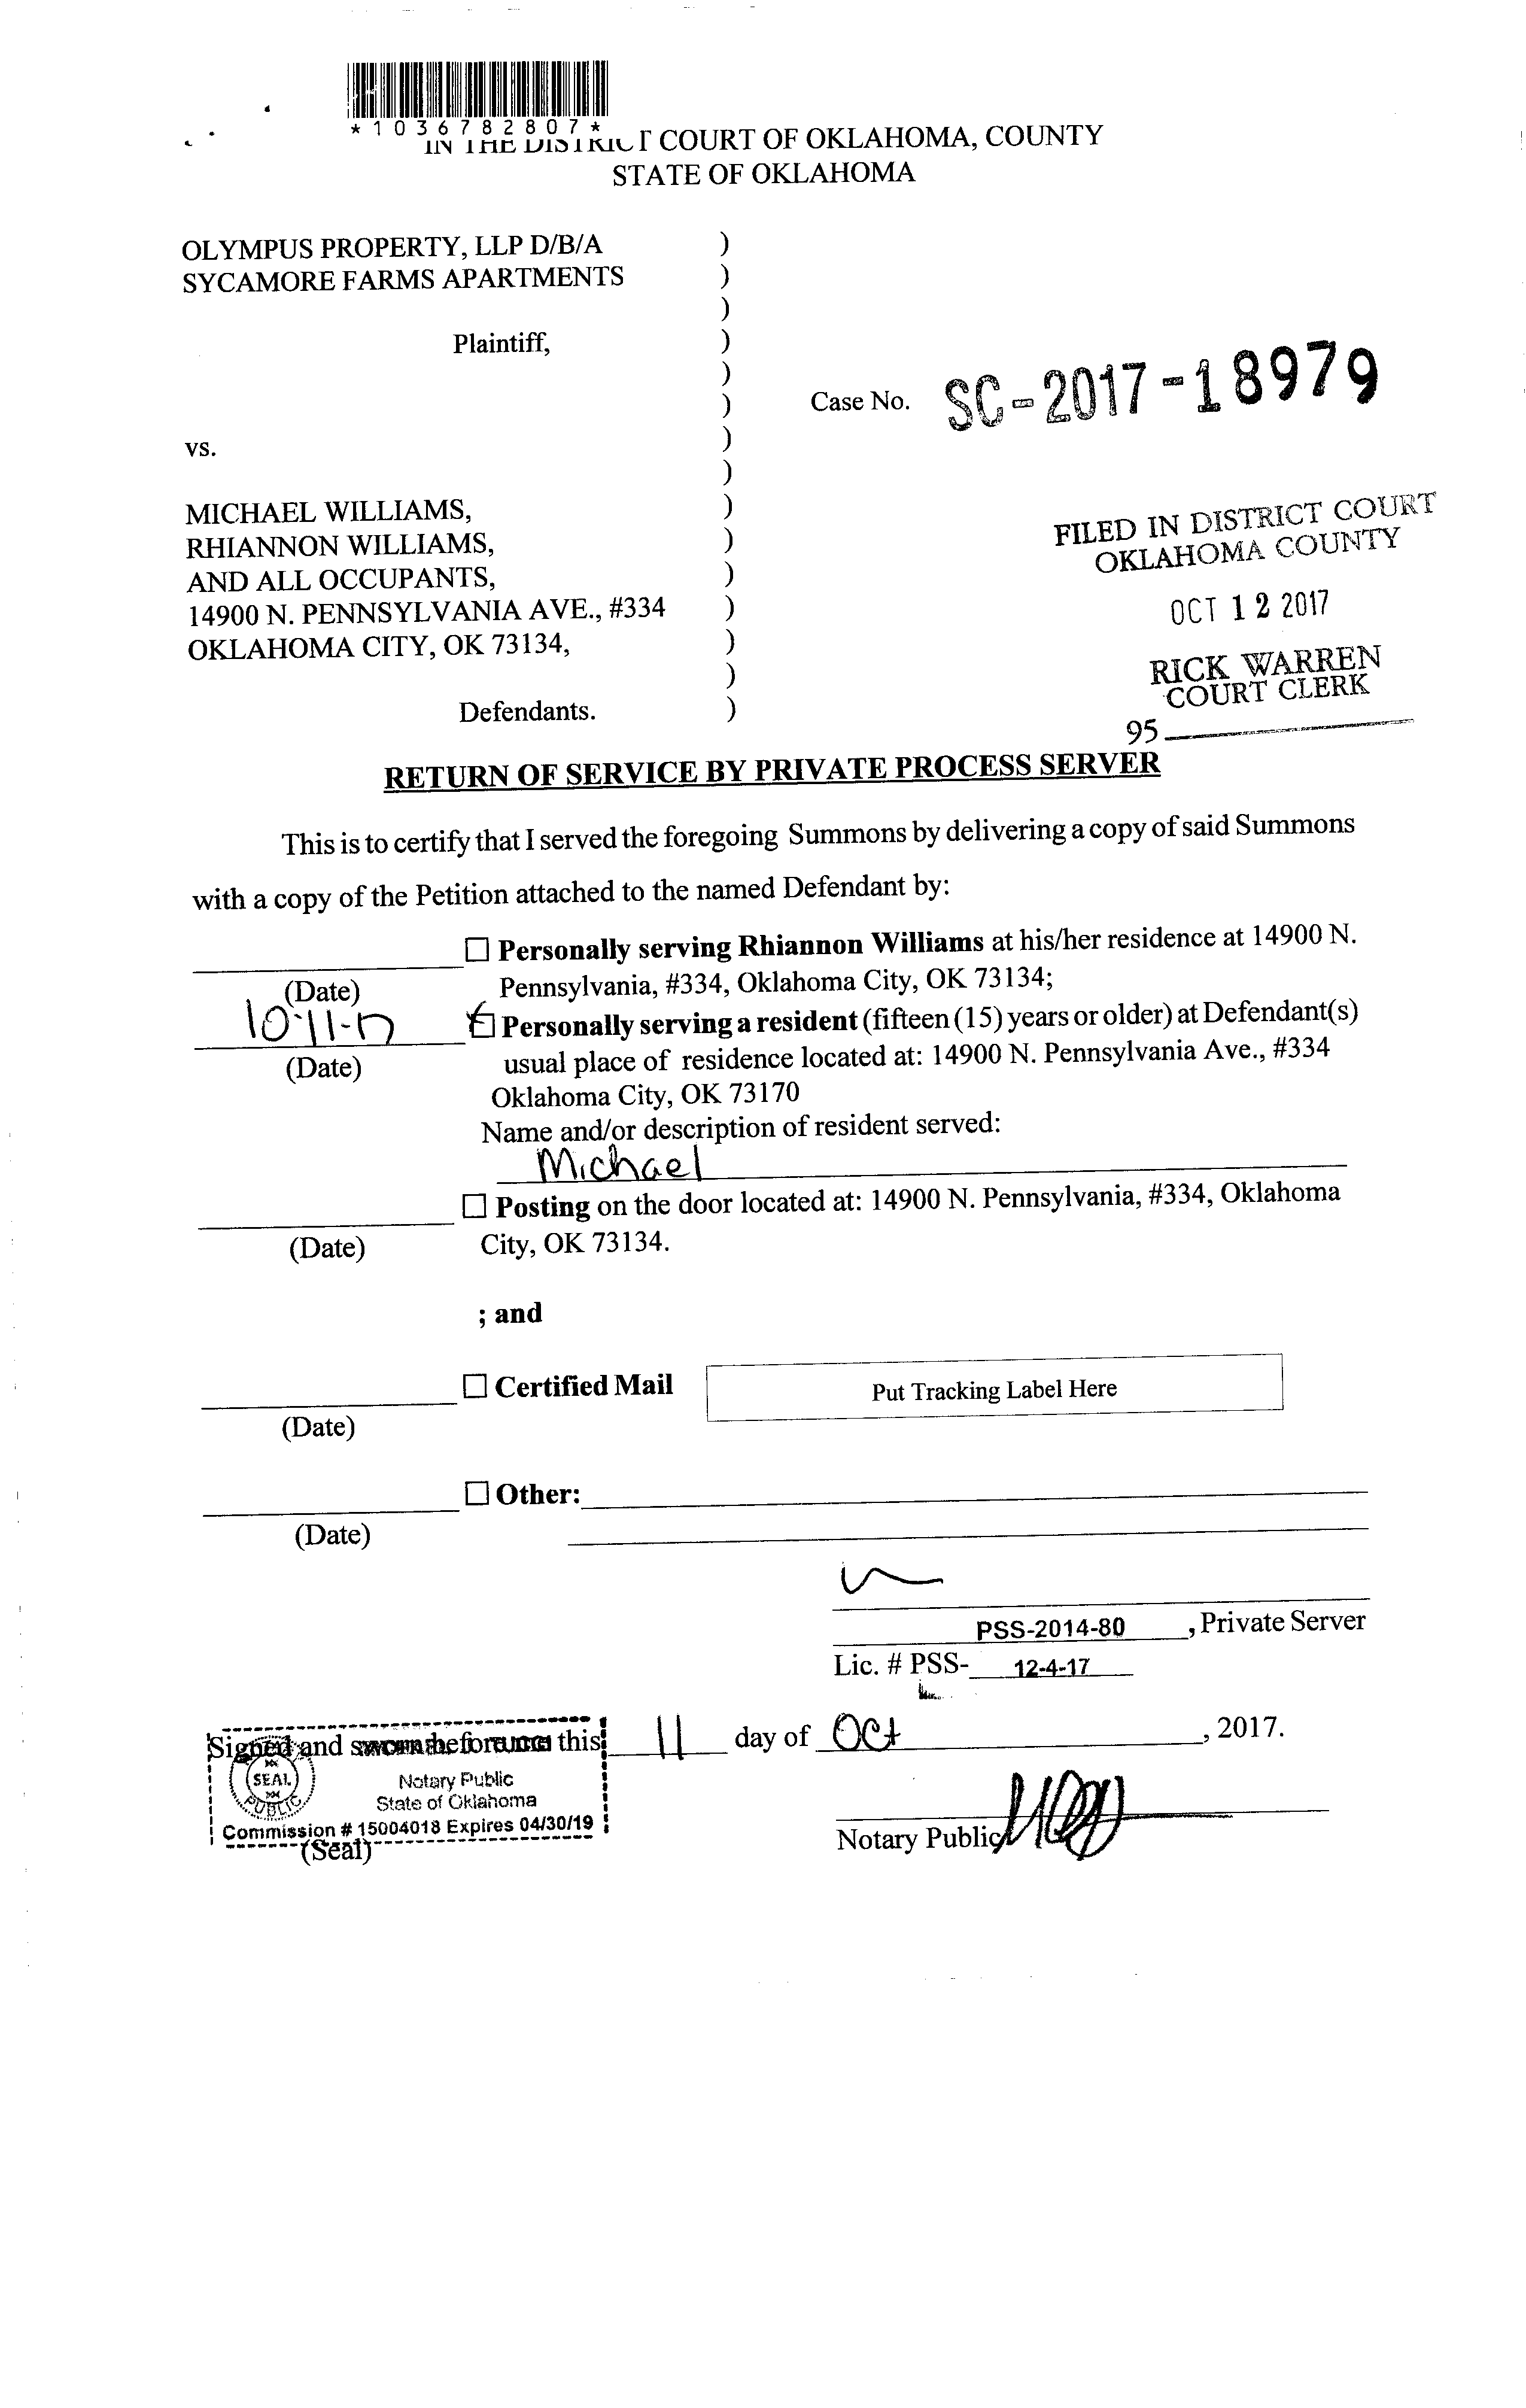 *1036782807*
IN THE DISTRICT COURT OF OKLAHOMA, COUNTY
STATE OF OKLAHOMA
OLYMPUS PROPERTY, LLP D/B/A )
SYCAMORE FARMS APARTMENTS )
)
Plaintiff, )
)
) Case No. SC-2017-18979
vs. )
)
MICHAEL WILLIAMS, )
RHIANNON WILLIAMS, )
AND ALL OCCUPANTS, )
14900 N. PENNSYLVANIA AVE., #334 )
OKLAHOMA CITY, OK 73134, )
)
Defendants. )
FILED IN DISTRICT COURT
OKLAHOMA COUNTY
OCT 12 2017
RICK WARREN
COURT CLERK
95
RETURN OF SERVICE BY PRIVATE PROCESS SERVER
This is to certify that I served the foregoing Summons by delivering a copy of said Summons
with a copy of the Petition attached to the named Defendant by:
☐ Personally serving Rhiannon Williams at his/her residence at 14900 N.
(Date) Pennsylvania, #334, Oklahoma City, OK 73134;
10-11-17 ☒ Personally serving a resident (fifteen (15) years or older) at Defendant(s)
(Date) usual place of residence located at: 14900 N. Pennsylvania Ave., #334
Oklahoma City, OK 73170
Name and/or description of resident served:
Michael
☐ Posting on the door located at: 14900 N. Pennsylvania, #334, Oklahoma
(Date) City, OK 73134.
; and
☐ Certified Mail Put Tracking Label Here
(Date)
☐ Other:
(Date)
PSS-2014-80, Private Server
Lic. # PSS- 12-4-17
Signed and sworn before me this 11 day of Oct, 2017.
SEAL
PUBLIC
Notary Public
State of Oklahoma
Commission # 15004018 Expires 04/30/19
(Seal)
Notary Public